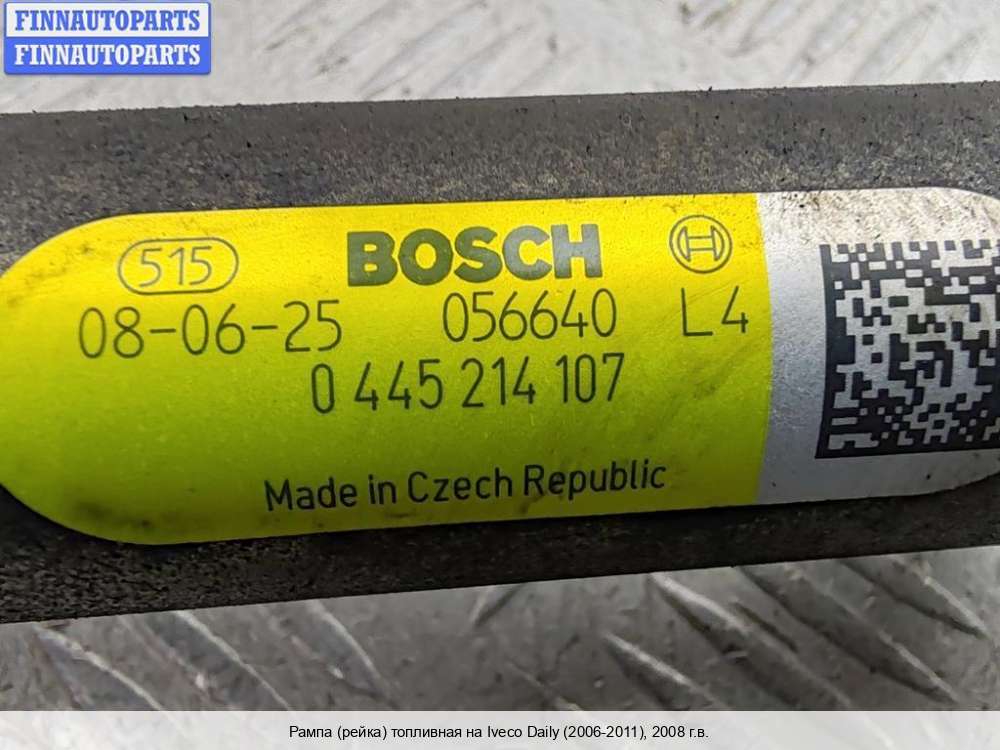 FINNAUTOPARTS
FINNAUTOPARTS
515 BOSCH
08-06-25 056640 L4
0 445 214 107
Made in Czech Republic
Рампа (рейка) топливная на Iveco Daily (2006-2011), 2008 г.в.